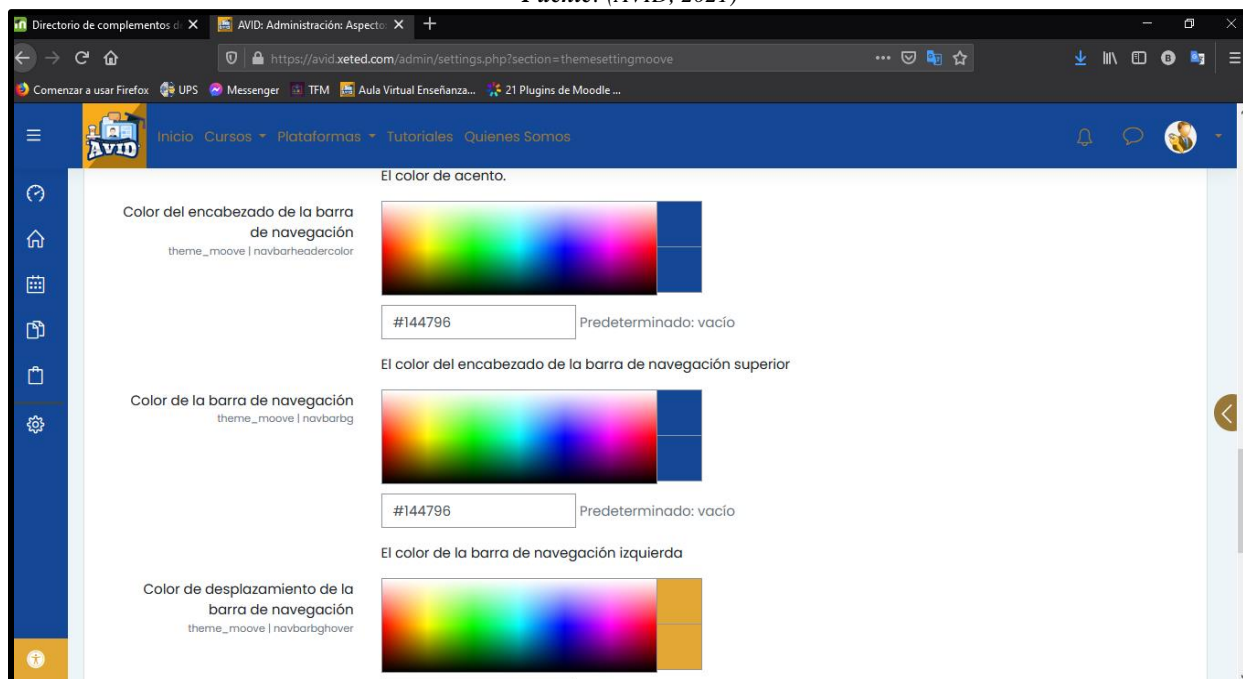 Fuente: (AVID, 2021)
Directorio de complementos d
AVID: Administración: Aspecto:
https://avid.xeted.com/admin/settings.php?section=themesettingmoove
Comenzar a usar Firefox UPS Messenger TFM Aula Virtual Enseñanza... 21 Plugins de Moodle ...
AVID Inicio Cursos Plataformas Tutoriales Quienes Somos
El color de acento.
Color del encabezado de la barra
de navegación
theme_moove | navbarheadercolor
#144796 Predeterminado: vacío
El color del encabezado de la barra de navegación superior
Color de la barra de navegación
theme_moove | navbarbg
#144796 Predeterminado: vacío
El color de la barra de navegación izquierda
Color de desplazamiento de la
barra de navegación
theme_moove | navbarbghover